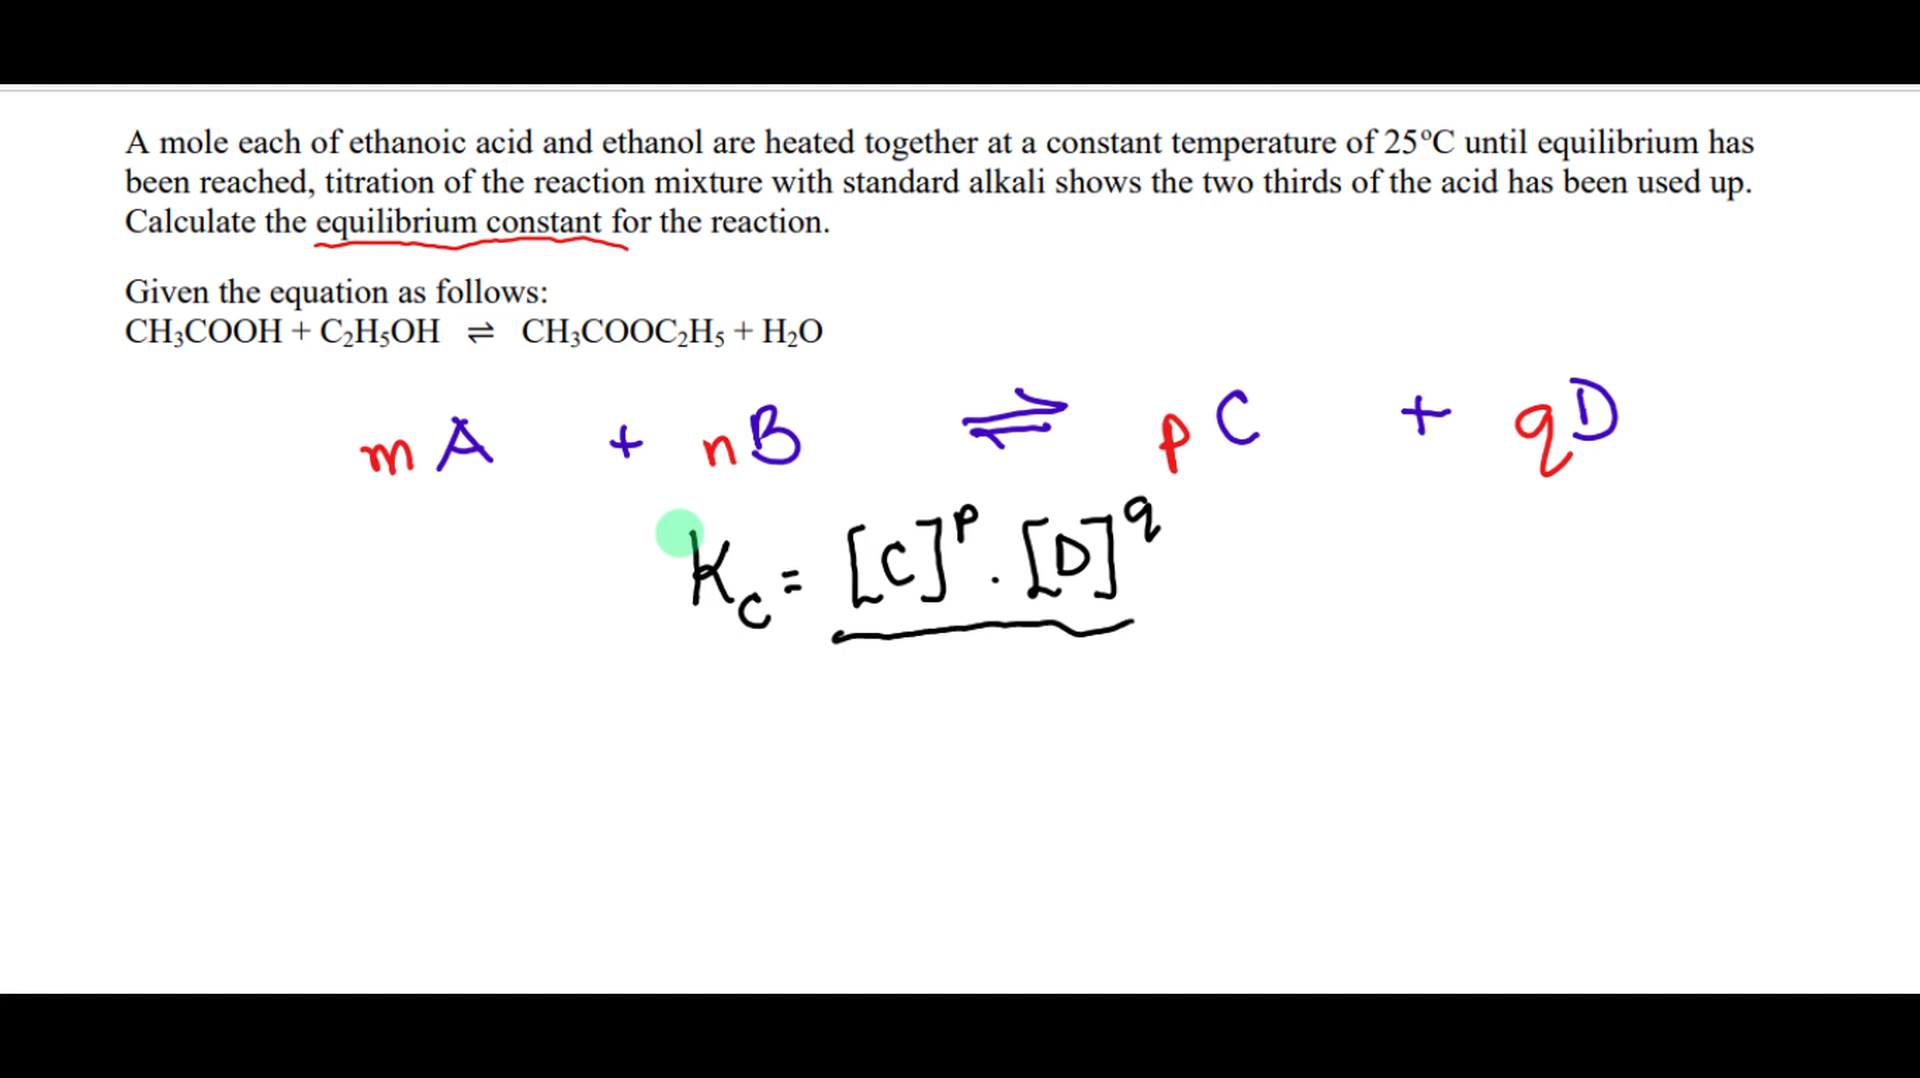 A mole each of ethanoic acid and ethanol are heated together at a constant temperature of 25ºC until equilibrium has
been reached, titration of the reaction mixture with standard alkali shows the two thirds of the acid has been used up.
Calculate the equilibrium constant for the reaction.
Given the equation as follows:
CH₃COOH + C₂H₅OH ⇌ CH₃COOC₂H₅ + H₂O
mA + nB ⇌ pC + qD
Kc = [C]^p . [D]^q